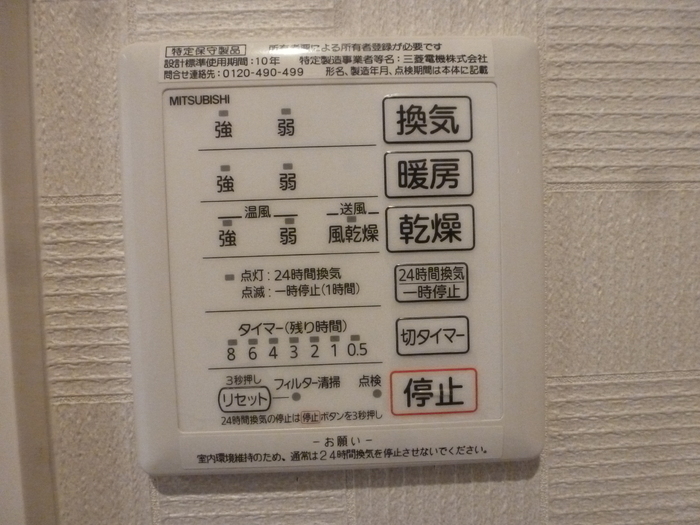 特定保守製品 所有者票による所有者登録が必要です
設計標準使用期間:10年 特定製造事業者等名:三菱電機株式会社
問合せ連絡先:0120-490-499 形名、製造年月、点検期間は本体に記載
MITSUBISHI
強 弱 換気
強 弱 暖房
温風 送風
強 弱 風乾燥 乾燥
点灯:24時間換気 24時間換気
点滅:一時停止(1時間) 一時停止
タイマー(残り時間) 切タイマー
8 6 4 3 2 1 0.5
3秒押し フィルター清掃 点検
リセット 停止
24時間換気の停止は停止ボタンを3秒押し
-お願い-
室内環境維持のため、通常は24時間換気を停止させないでください。